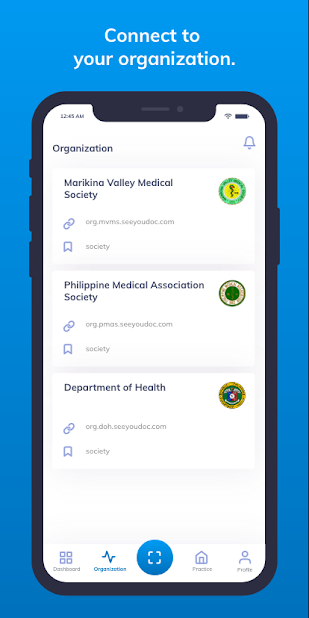 Connect to
your organization.
12:45 AM
Organization
Marikina Valley Medical
Society
org.mvms.seeyoudoc.com
society
Philippine Medical Association
Society
org.pmas.seeyoudoc.com
society
Department of Health
org.doh.seeyoudoc.com
society
Dashboard
Organization
Practice
Profile